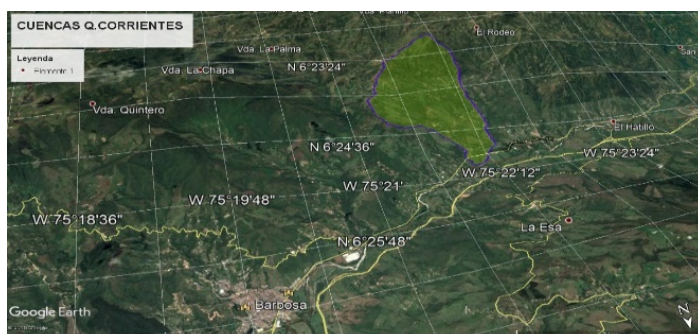 CUENCAS Q.CORRIENTES
Leyenda
Elemento 1
El Rodeo
Vda. La Palma
N 6°23'24"
Vda. La Chapa
Vda. Quintero
El Hatillo
N 6°24'36"
W 75°23'24"
W 75°22'12"
W 75°21'
W 75°19'48"
W 75°18'36"
La Esa
N 6°25'48"
Barbosa
Google Earth